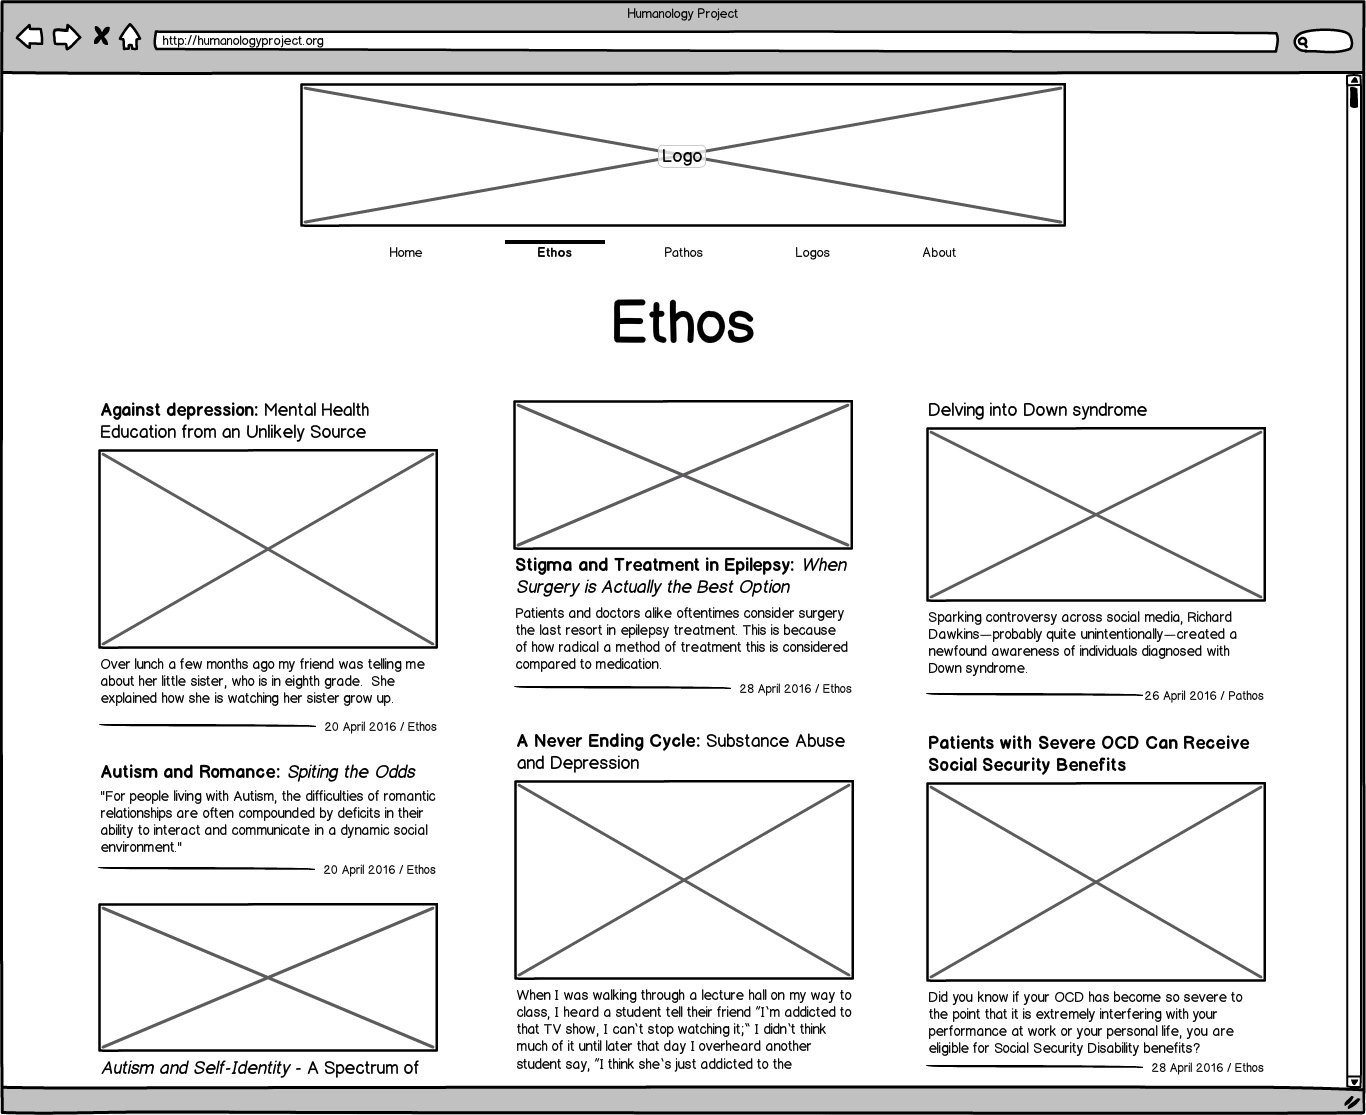 Humanology Project
http://humanologyproject.org
Logo
Home
Ethos
Pathos
Logos
About
Ethos
Against depression: Mental Health
Education from an Unlikely Source
Over lunch a few months ago my friend was telling me
about her little sister, who is in eighth grade.  She
explained how she is watching her sister grow up.
20 April 2016 / Ethos
Autism and Romance: Spiting the Odds
"For people living with Autism, the difficulties of romantic
relationships are often compounded by deficits in their
ability to interact and communicate in a dynamic social
environment."
20 April 2016 / Ethos
Autism and Self-Identity - A Spectrum of
Stigma and Treatment in Epilepsy: When
Surgery is Actually the Best Option
Patients and doctors alike oftentimes consider surgery
the last resort in epilepsy treatment. This is because
of how radical a method of treatment this is considered
compared to medication.
28 April 2016 / Ethos
A Never Ending Cycle: Substance Abuse
and Depression
When I was walking through a lecture hall on my way to
class, I heard a student tell their friend “I‛m addicted to
that TV show, I can‛t stop watching it;“ I didn‛t think
much of it until later that day I overheard another
student say, “I think she‛s just addicted to the
Delving into Down syndrome
Sparking controversy across social media, Richard
Dawkins—probably quite unintentionally—created a
newfound awareness of individuals diagnosed with
Down syndrome.
26 April 2016 / Pathos
Patients with Severe OCD Can Receive
Social Security Benefits
Did you know if your OCD has become so severe to
the point that it is extremely interfering with your
performance at work or your personal life, you are
eligible for Social Security Disability benefits?
28 April 2016 / Ethos